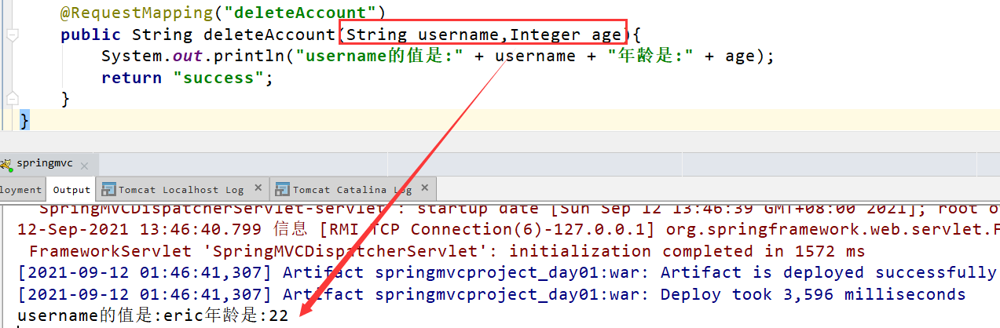 @RequestMapping("deleteAccount")
public String deleteAccount(String username,Integer age){
System.out.println("username的值是:" + username + "年龄是:" + age);
return "success";
}
}
springmvc
loyment Output Tomcat Localhost Log Tomcat Catalina Log
SpringMVCDispatcherServlet-servlet': startup date [Sun Sep 12 13:46:39 GMT+08:00 2021]; root o
12-Sep-2021 13:46:40.799 信息 [RMI TCP Connection(6)-127.0.0.1] org.springframework.web.servlet.F
FrameworkServlet 'SpringMVCDispatcherServlet': initialization completed in 1572 ms
[2021-09-12 01:46:41,307] Artifact springmvcproject_day01:war: Artifact is deployed successfully
[2021-09-12 01:46:41,307] Artifact springmvcproject_day01:war: Deploy took 3,596 milliseconds
username的值是:eric年龄是:22